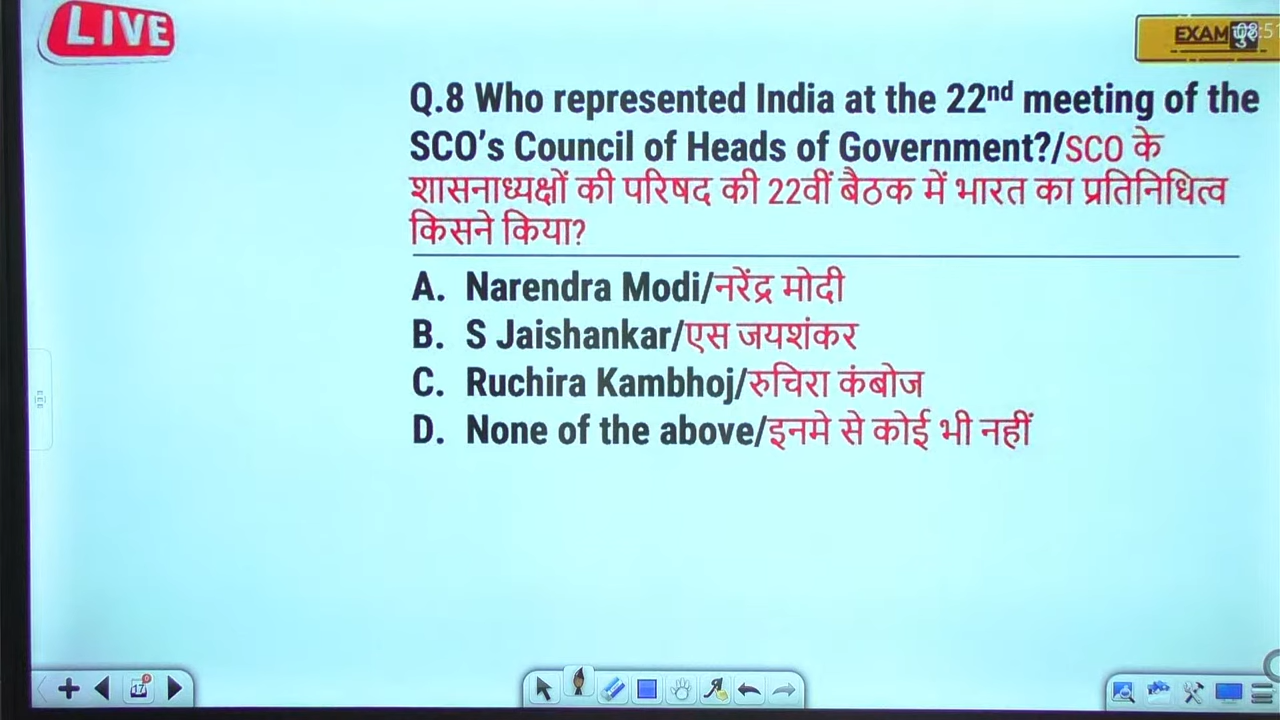 LIVE
EXAM पुर
Q.8 Who represented India at the 22nd meeting of the
SCO’s Council of Heads of Government?/SCO के
शासनाध्यक्षों की परिषद की 22वीं बैठक में भारत का प्रतिनिधित्व
किसने किया?
A. Narendra Modi/नरेंद्र मोदी
B. S Jaishankar/एस जयशंकर
C. Ruchira Kambhoj/रुचिरा कंबोज
D. None of the above/इनमे से कोई भी नहीं
17